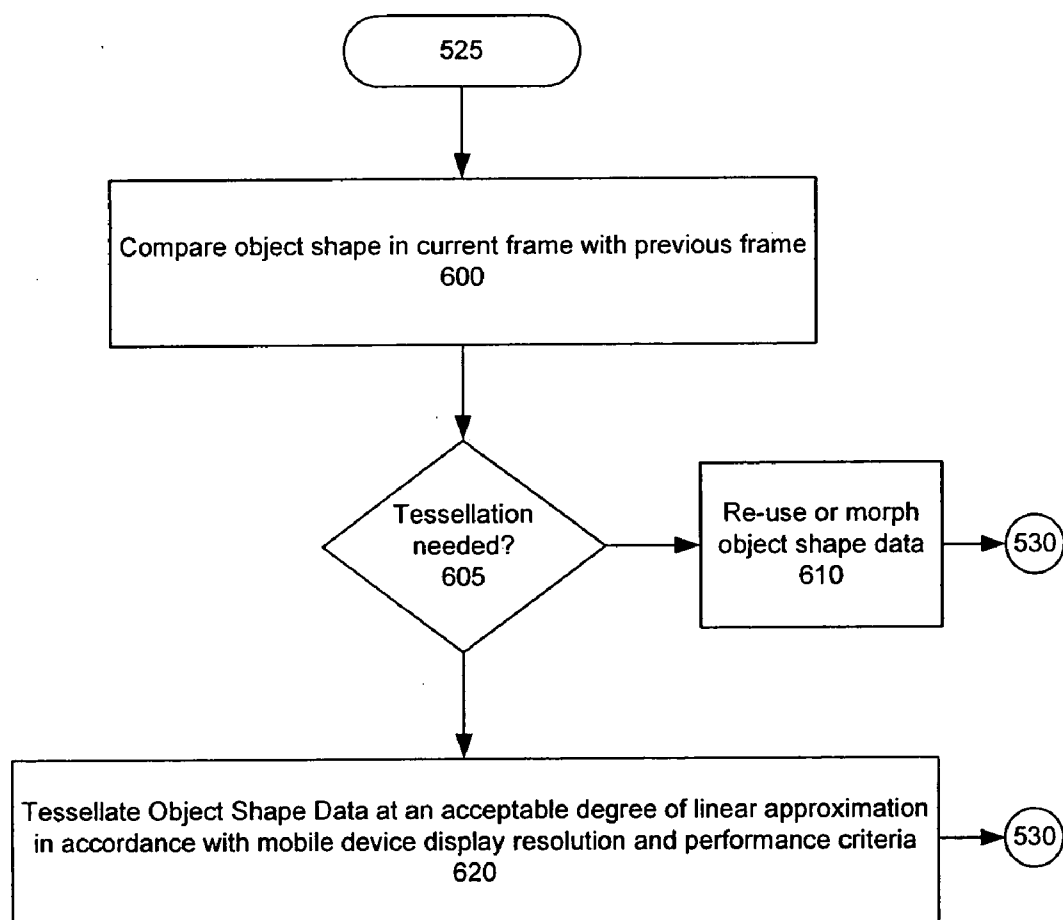 525
Compare object shape in current frame with previous frame
600
Tessellation
needed?
605
Re-use or morph
object shape data
610
530
Tessellate Object Shape Data at an acceptable degree of linear approximation
in accordance with mobile device display resolution and performance criteria
620
530